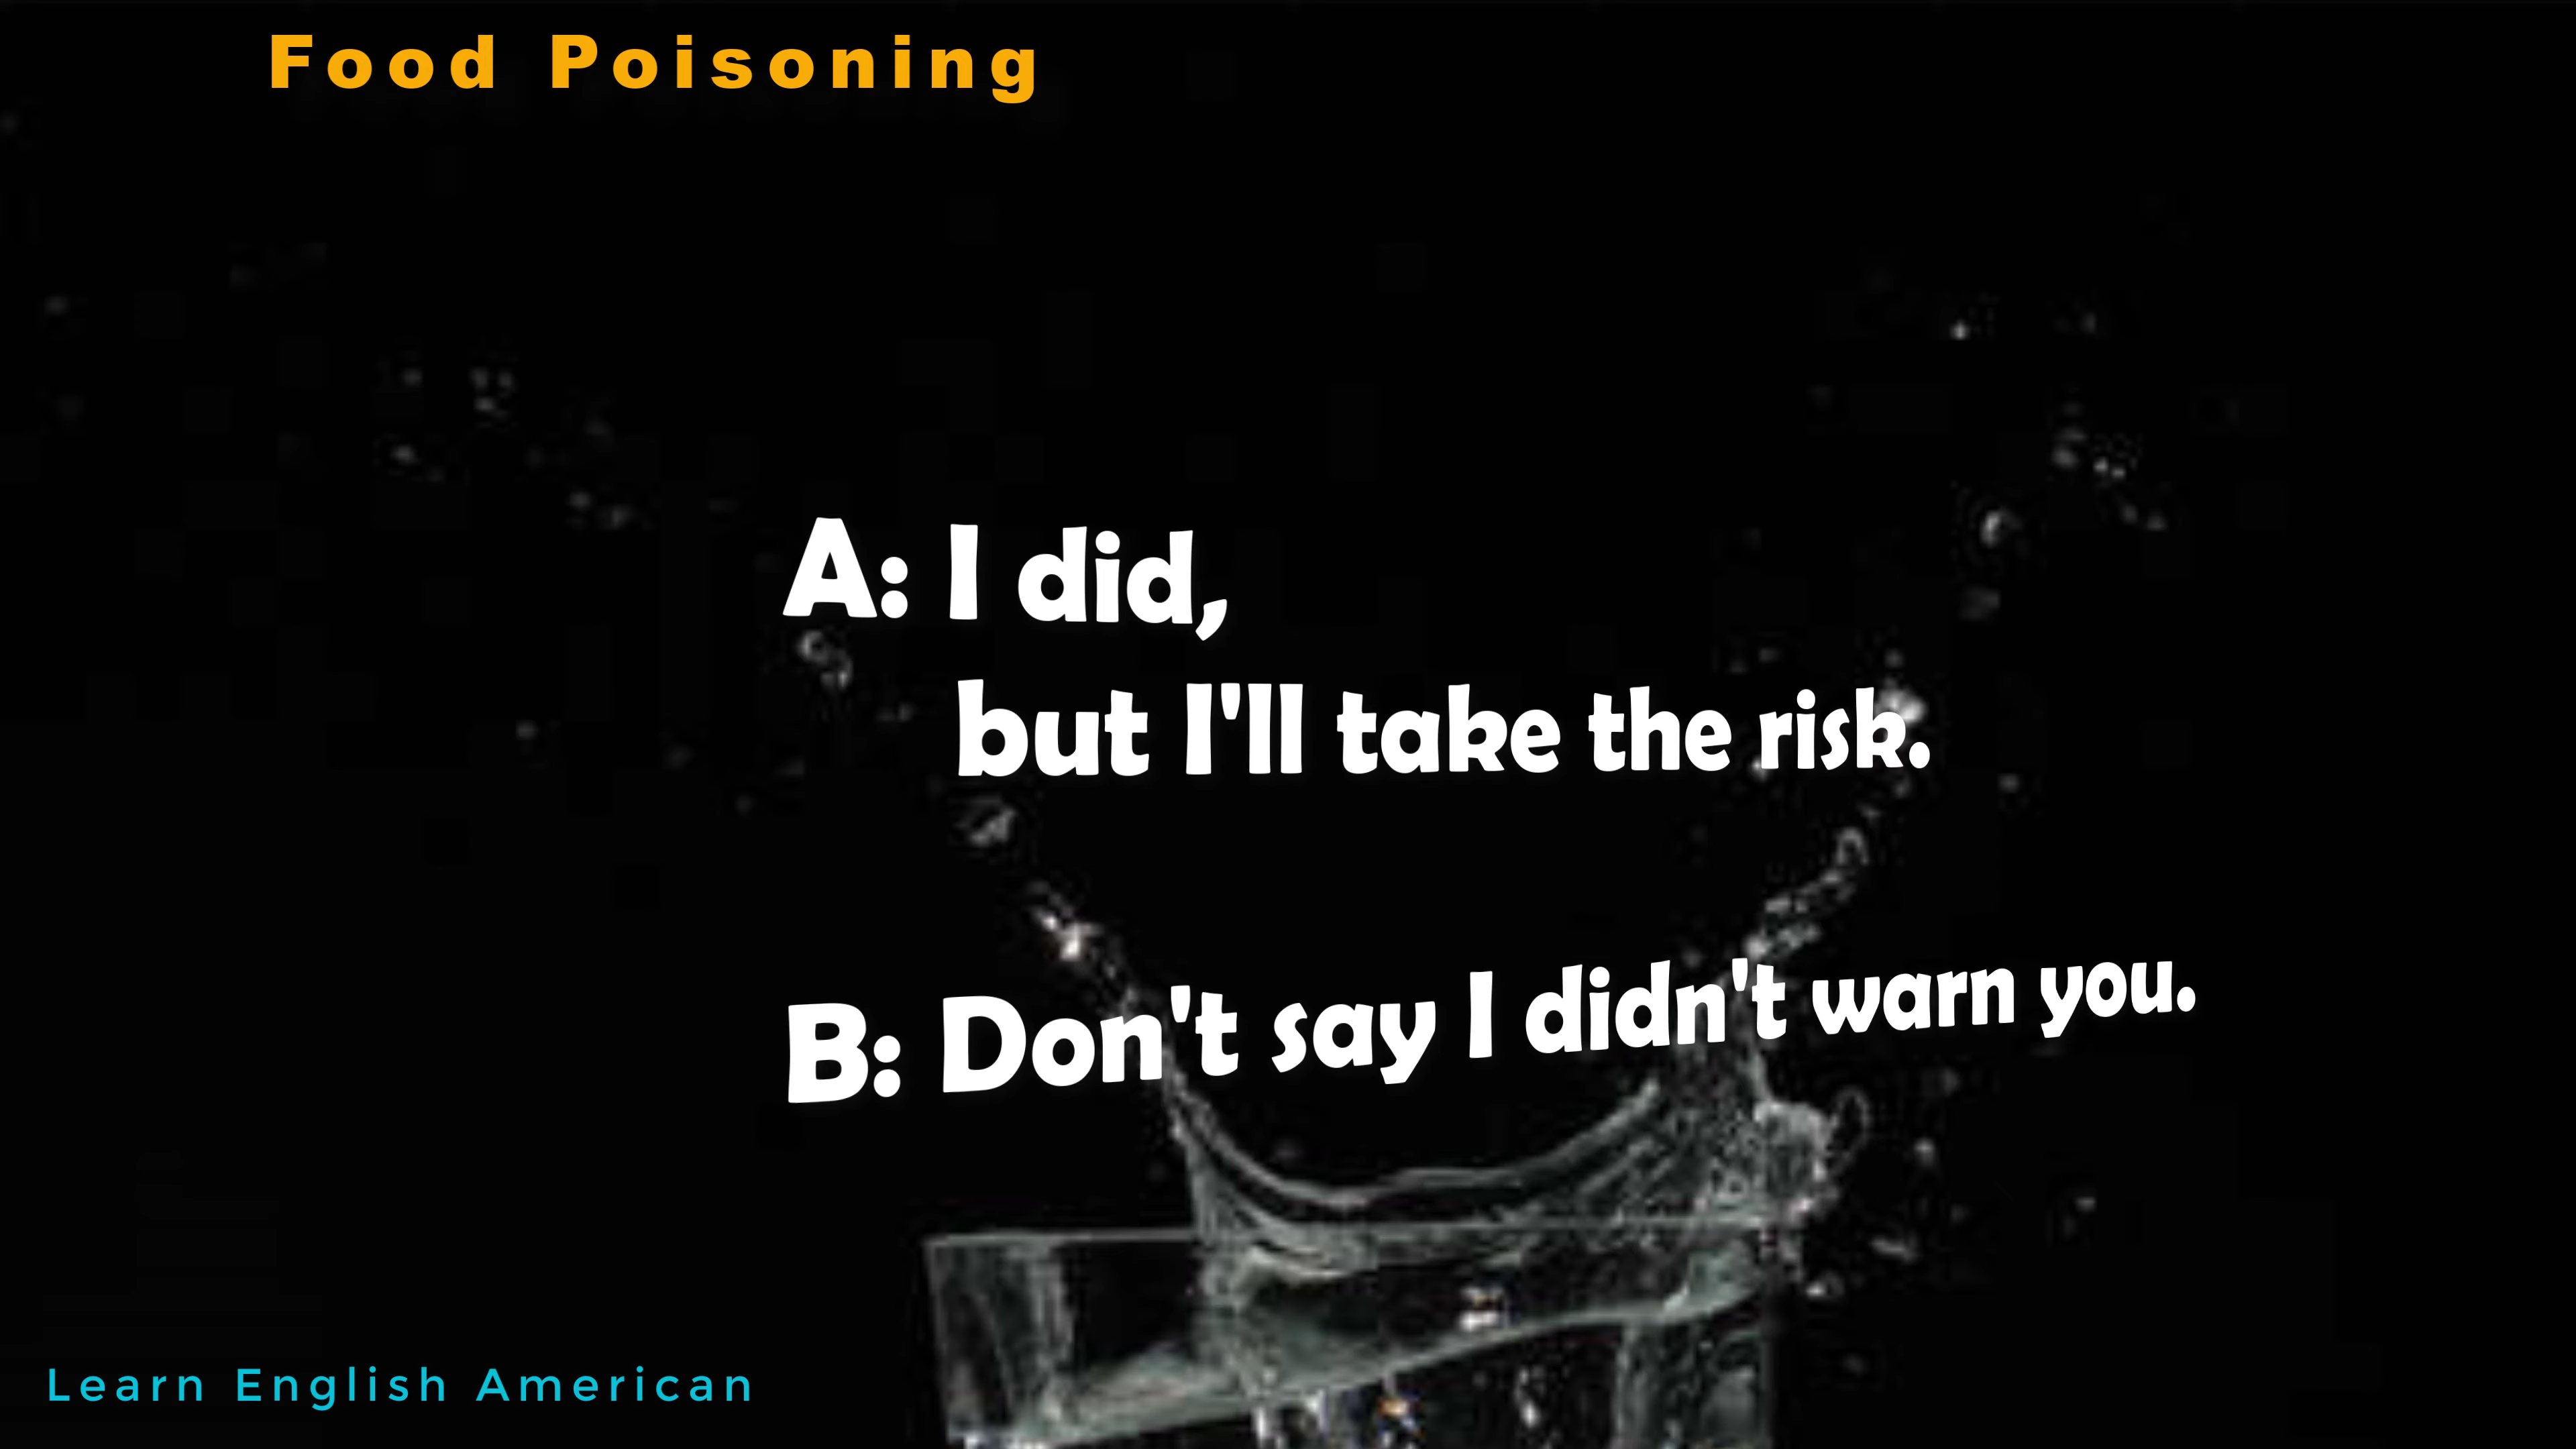 Food Poisoning
A: I did,
but I'll take the risk.
B: Don't say I didn't warn you.
Learn English American